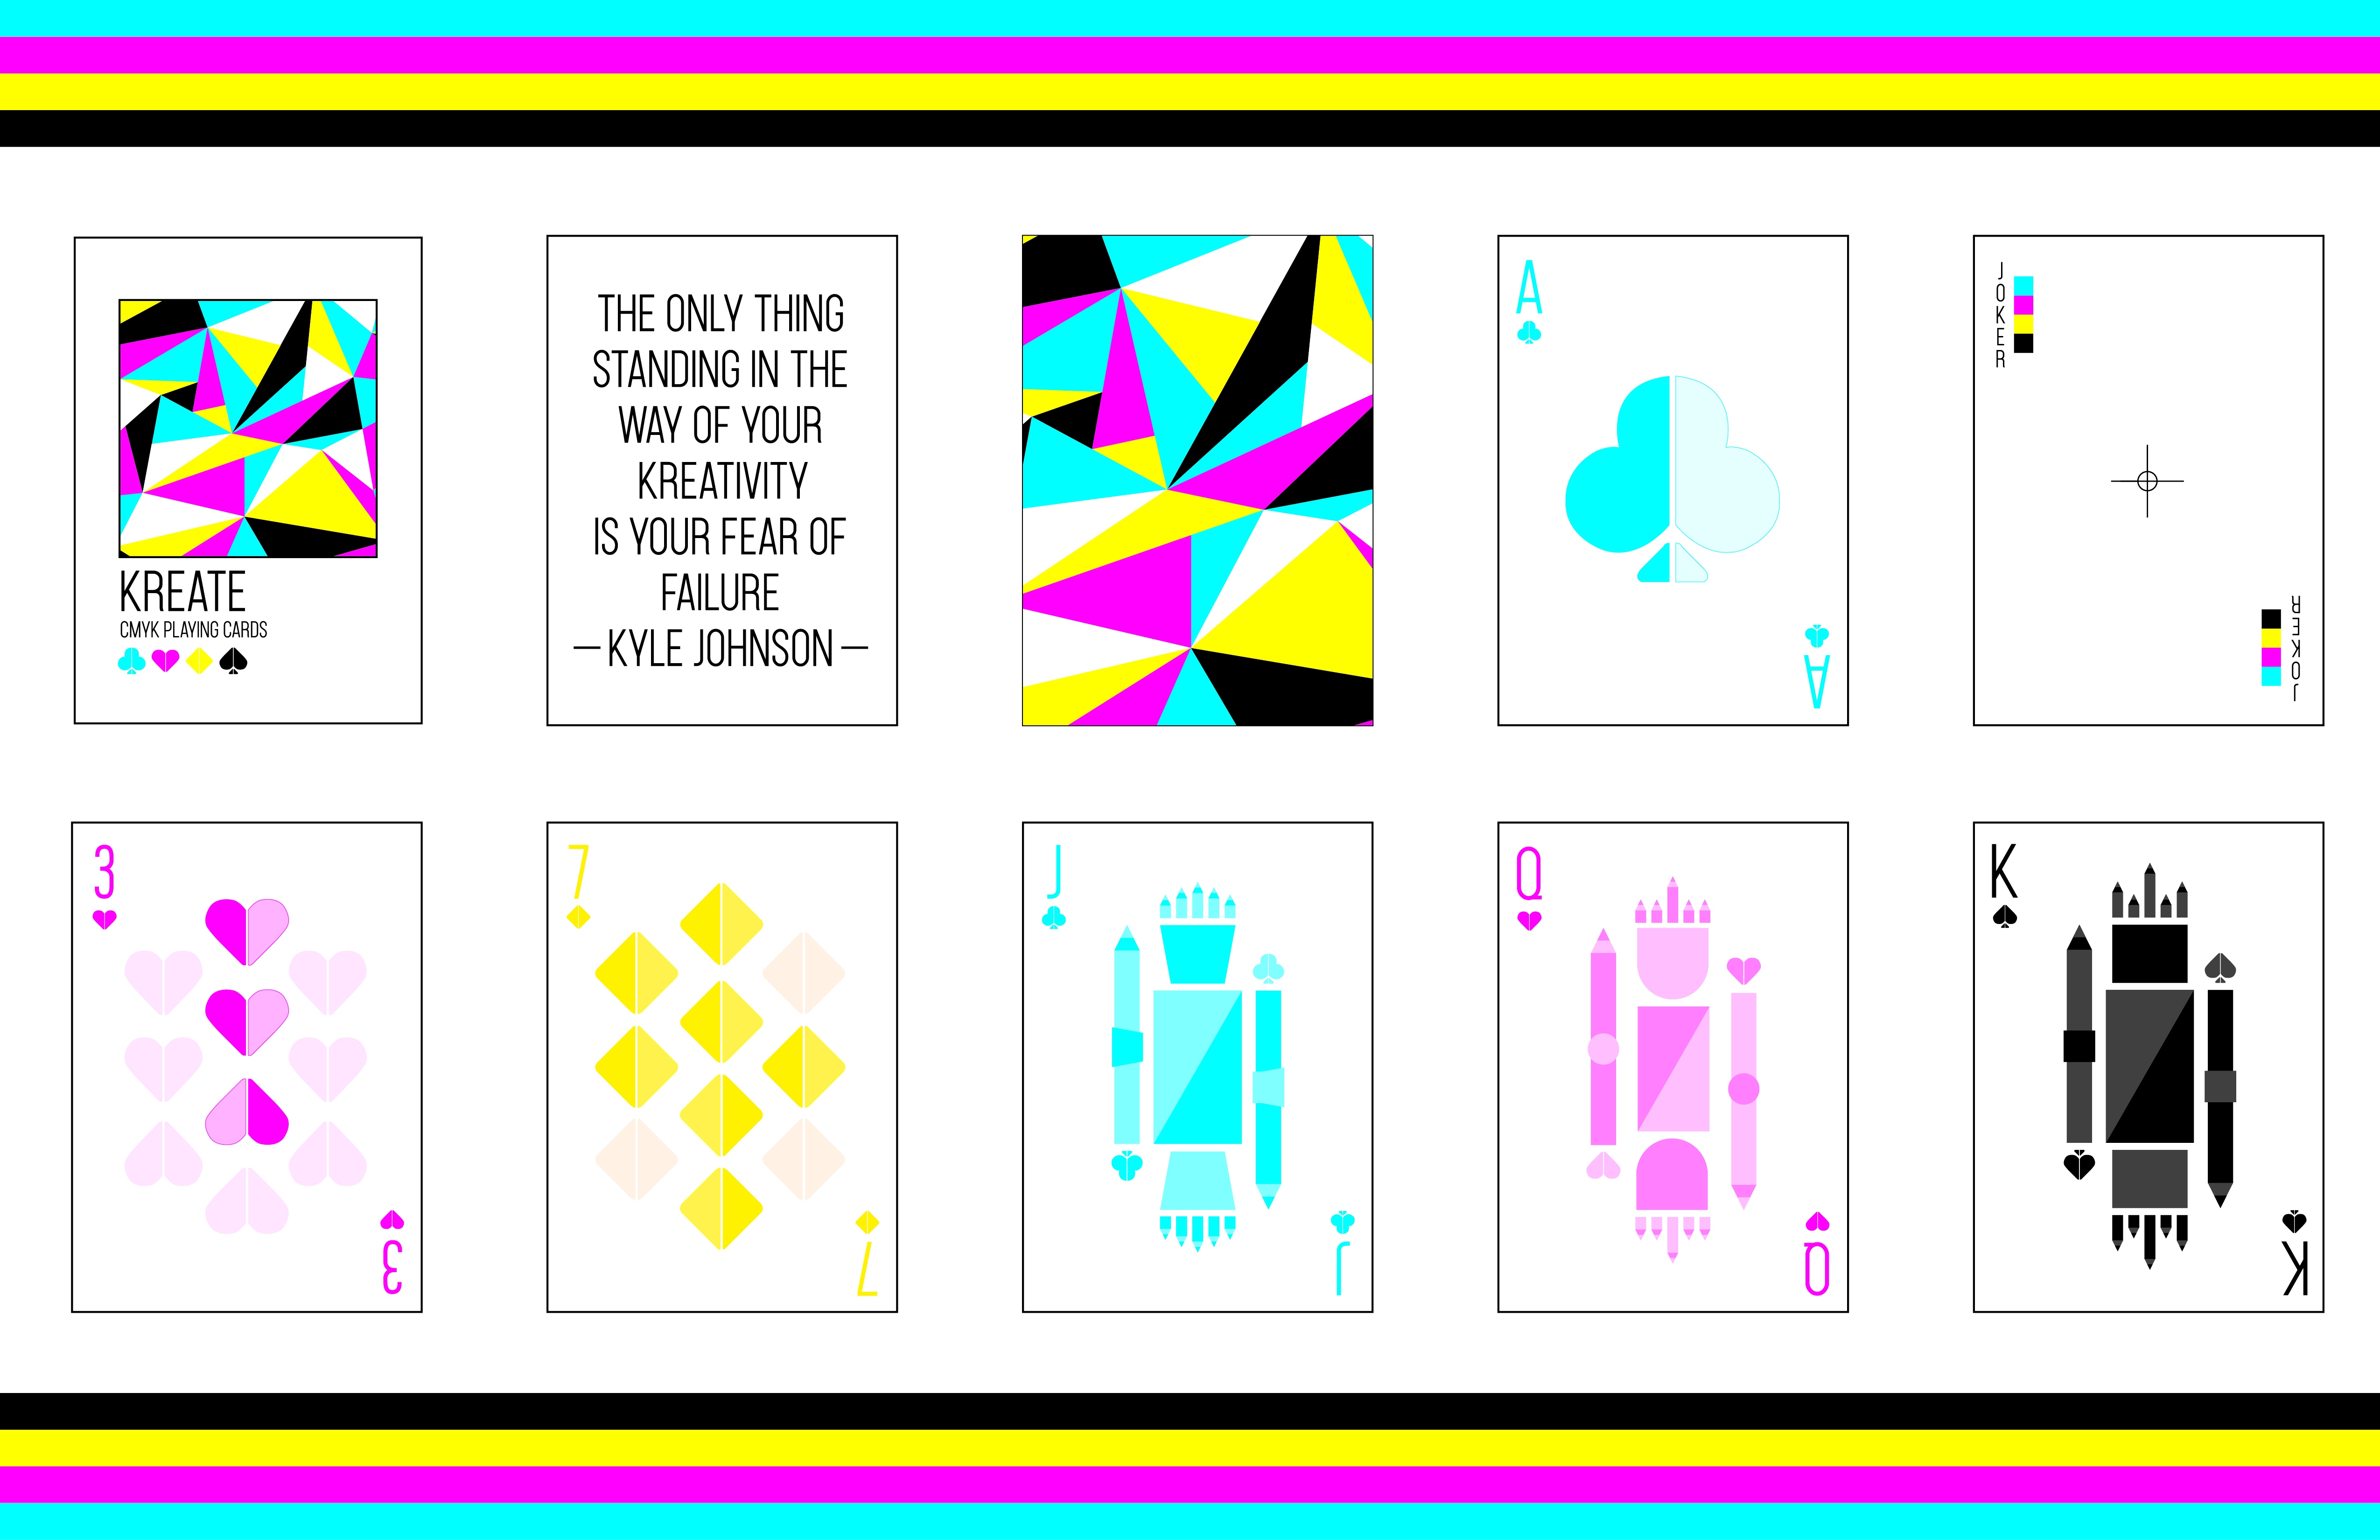 KREATE
CMYK PLAYING CARDS
THE ONLY THING
STANDING IN THE
WAY OF YOUR
KREATIVITY
IS YOUR FEAR OF
FAILURE
— KYLE JOHNSON —
A
A
JOKER
JOKER
3
3
7
7
J
J
Q
Q
K
K